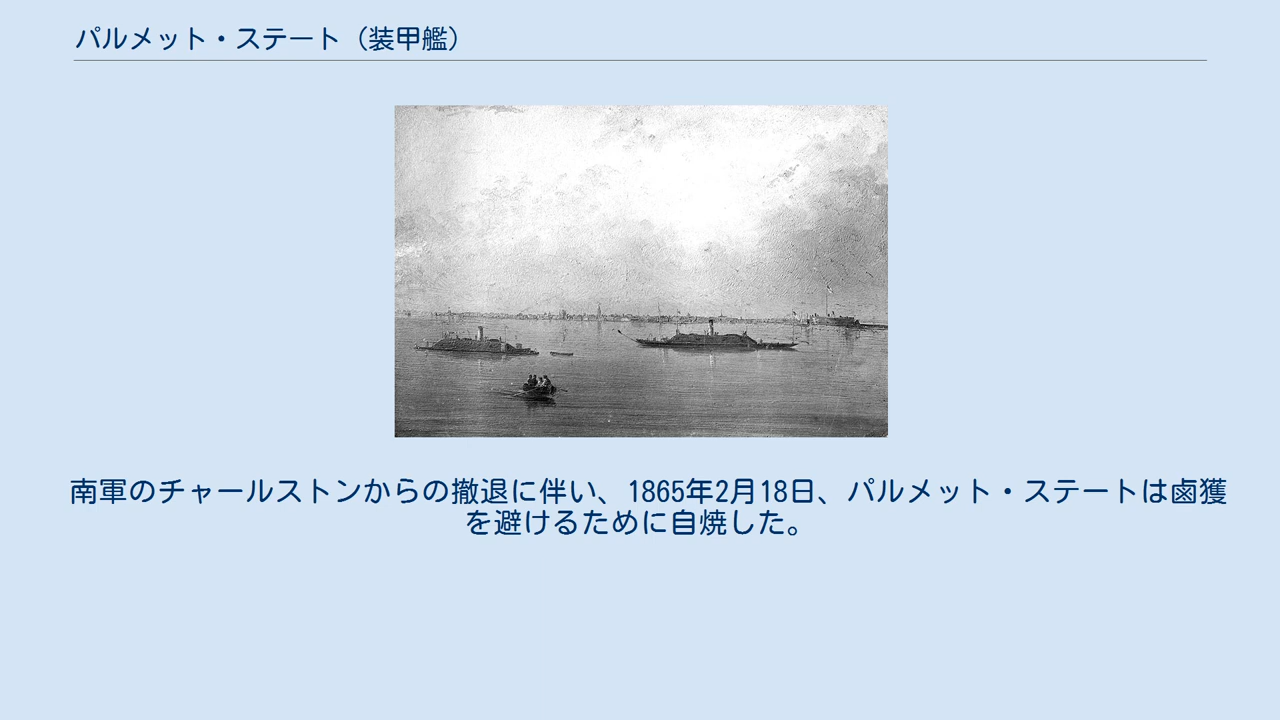 パルメット・ステート（装甲艦）
南軍のチャールストンからの撤退に伴い、1865年2月18日、パルメット・ステートは鹵獲
を避けるために自焼した。